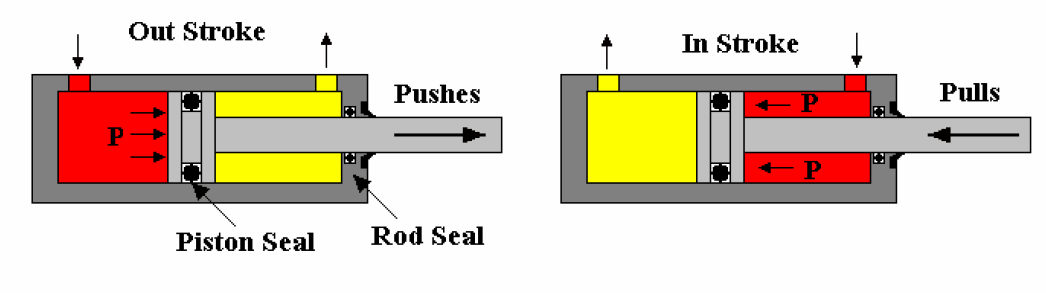 Out Stroke
Pushes
P
Piston Seal
Rod Seal
In Stroke
Pulls
P
P